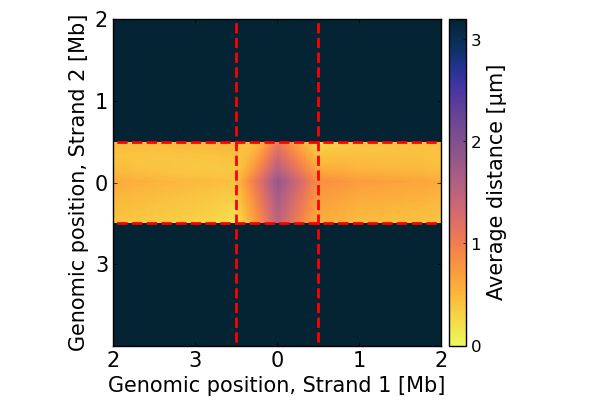 2
1
0
3
Genomic position, Strand 2 [Mb]
2 3 0 1 2
Genomic position, Strand 1 [Mb]
3
2
1
0
Average distance [μm]